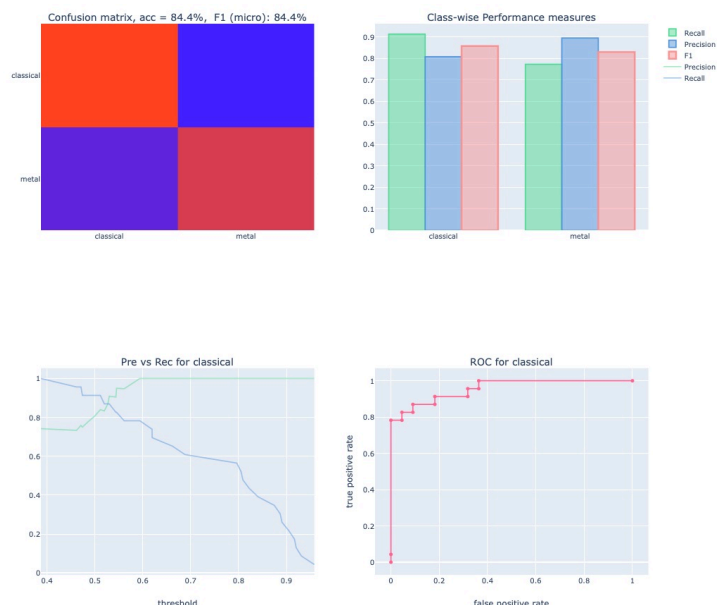 Confusion matrix, acc = 84.4%, F1 (micro): 84.4%
classical
metal
classical
metal
Class-wise Performance measures
0.9
0.8
0.7
0.6
0.5
0.4
0.3
0.2
0.1
0
classical
metal
Recall
Precision
F1
Precision
Recall
Pre vs Rec for classical
1
0.8
0.6
0.4
0.2
0
0.4
0.5
0.6
0.7
0.8
0.9
threshold
ROC for classical
true positive rate
1
0.8
0.6
0.4
0.2
0
0
0.2
0.4
0.6
0.8
1
false positive rate